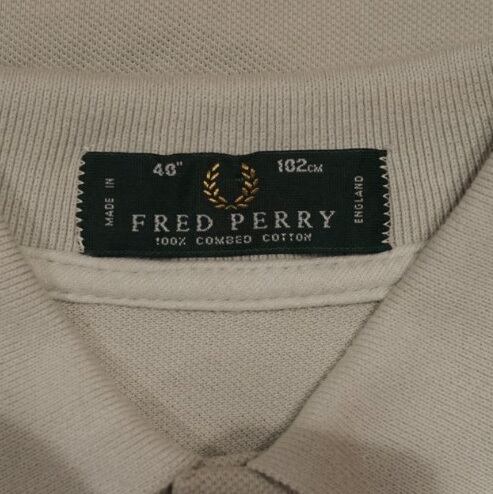 40" 102CM
MADE IN
FRED PERRY
ENGLAND
100% COMBED COTTON